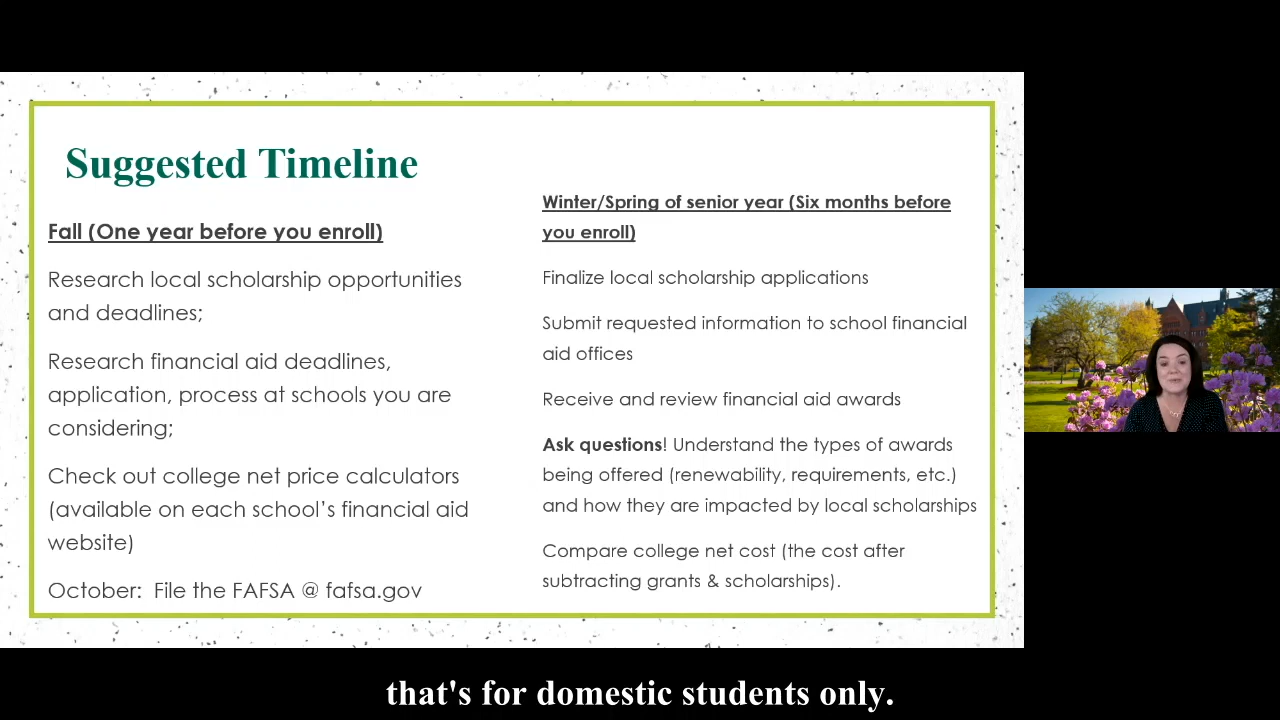 Suggested Timeline
Fall (One year before you enroll)
Research local scholarship opportunities
and deadlines;
Research financial aid deadlines,
application, process at schools you are
considering;
Check out college net price calculators
(available on each school’s financial aid
website)
October:  File the FAFSA @ fafsa.gov
Winter/Spring of senior year (Six months before
you enroll)
Finalize local scholarship applications
Submit requested information to school financial
aid offices
Receive and review financial aid awards
Ask questions! Understand the types of awards
being offered (renewability, requirements, etc.)
and how they are impacted by local scholarships
Compare college net cost (the cost after
subtracting grants & scholarships).
that's for domestic students only.